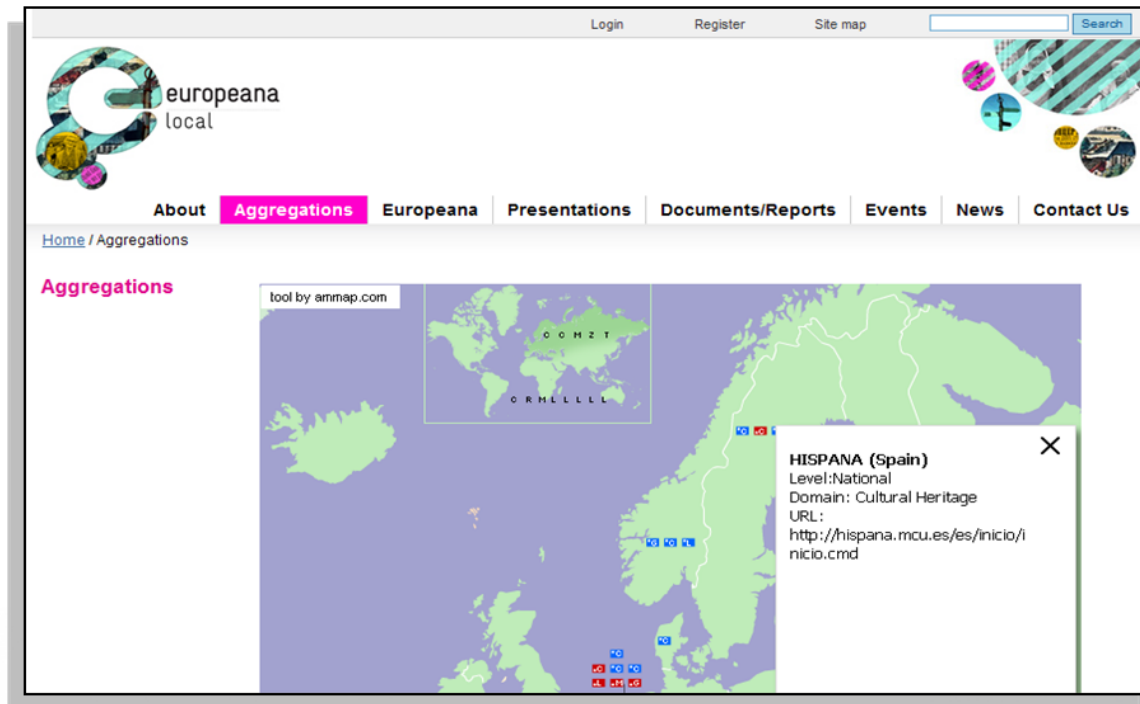 Login Register Site map Search
europeana
local
About Aggregations Europeana Presentations Documents/Reports Events News Contact Us
Home / Aggregations
Aggregations
tool by ammap.com
C O M Z T
C R M L L L L L
°C °C
HISPANA (Spain)
Level:National
Domain: Cultural Heritage
URL:
http://hispana.mcu.es/es/inicio/i
nicio.cmd
°G °C °L
°C
°C
°C °C °C
°L °M °G